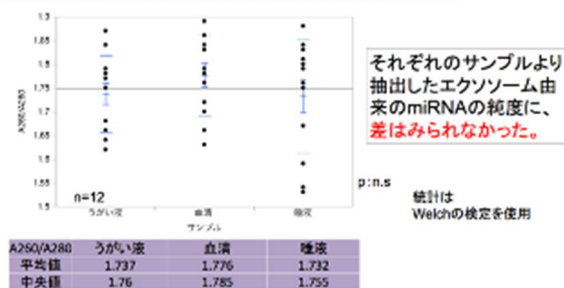 1.9
1.85
1.8
1.75
1.7
1.65
1.6
1.55
1.5
A260/A280
n=12
うがい液
血清
唾液
サンプル
p:n.s
それぞれのサンプルより
抽出したエクソソーム由
来のmiRNAの純度に、
差はみられなかった。
統計は
Welchの検定を使用
A260/A280 うがい液 血清 唾液
平均値 1.737 1.776 1.732
中央値 1.76 1.785 1.755